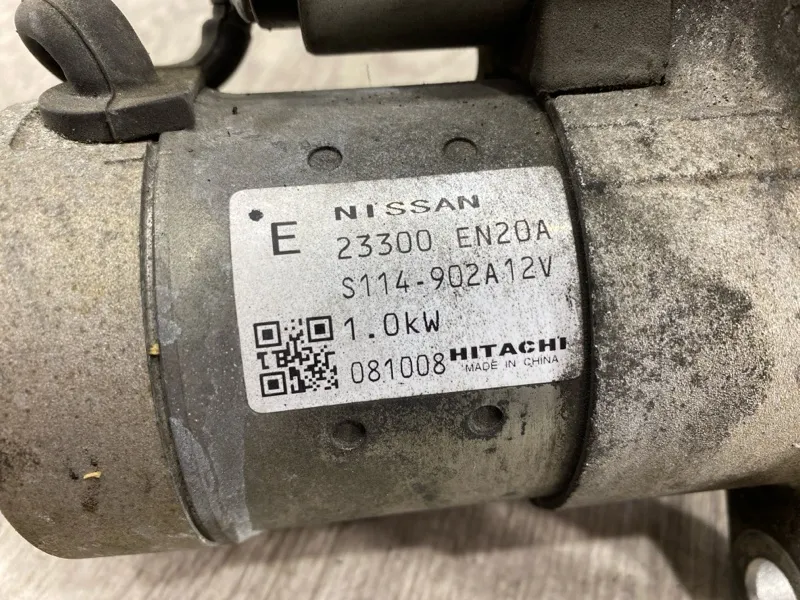 NISSAN
E 23300 EN20A
S114-902A12V
1.0kW
081008 HITACHI
MADE IN CHINA